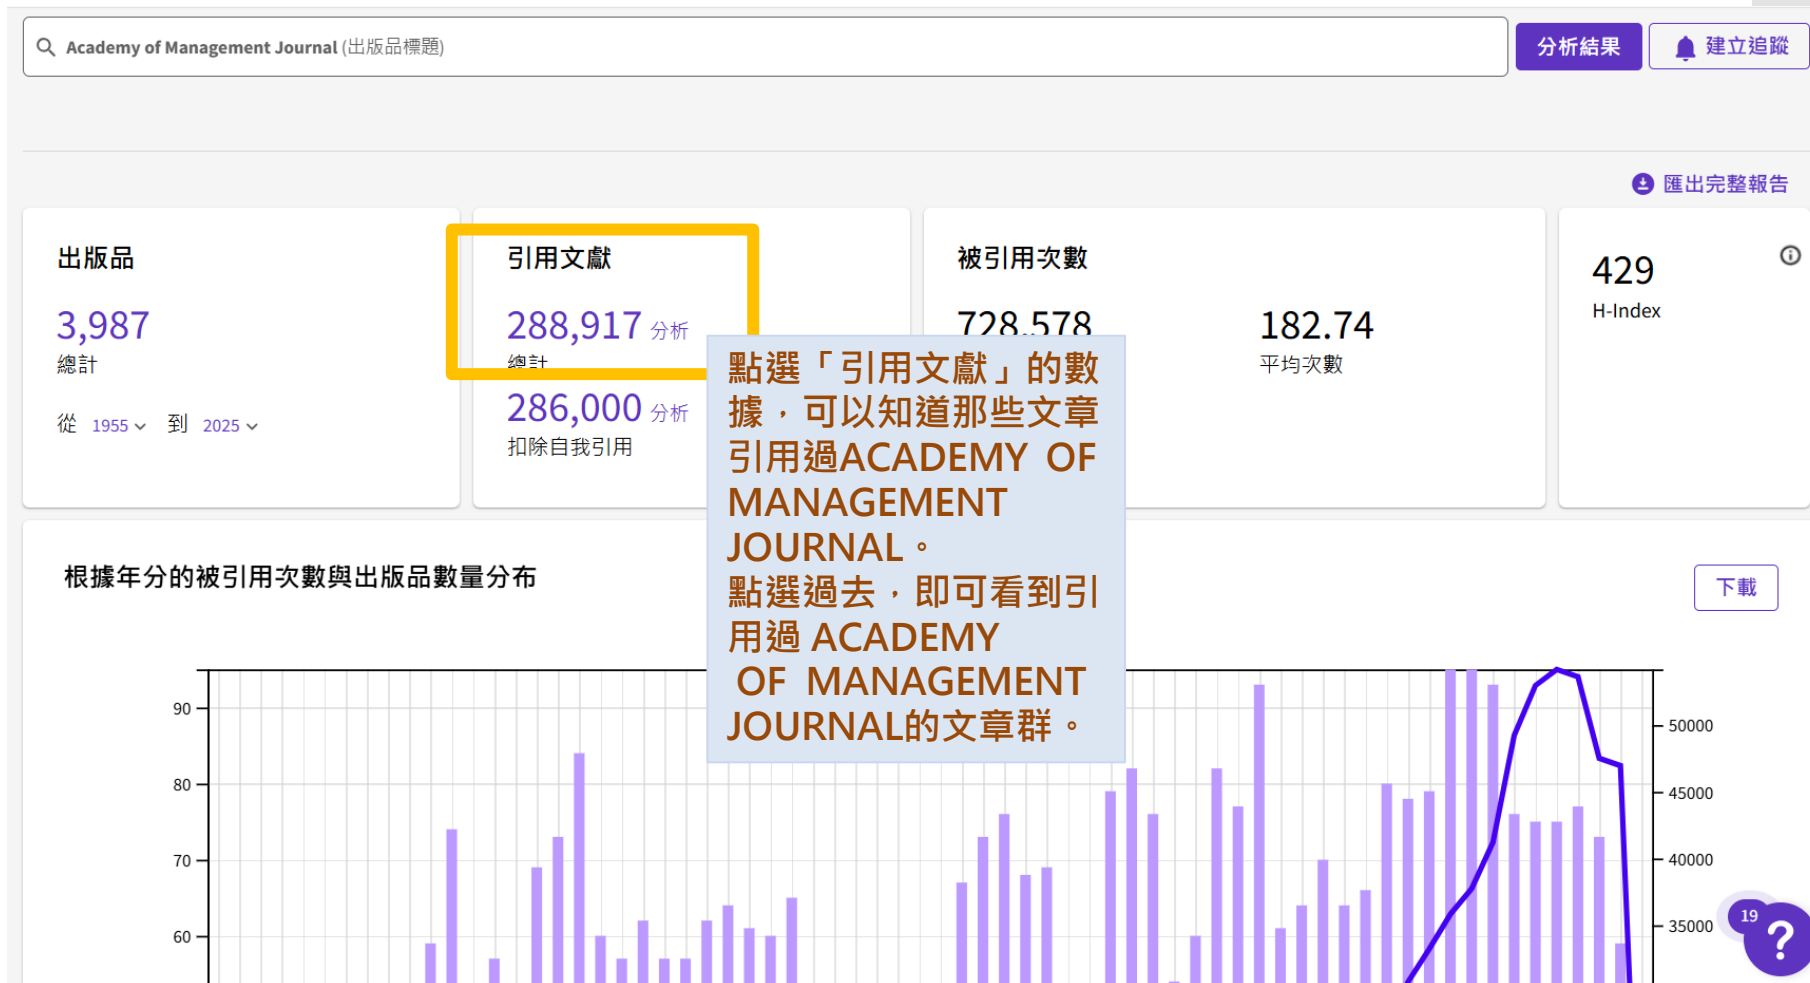 Academy of Management Journal (出版品標題)
分析結果
建立追蹤
匯出完整報告
出版品
3,987
總計
從 1955 到 2025
引用文獻
288,917 分析
總計
286,000 分析
扣除自我引用
被引用次數
728,578
182.74
平均次數
429
H-Index
點選「引用文獻」的數
據，可以知道那些文章
引用過ACADEMY OF
MANAGEMENT
JOURNAL。
點選過去，即可看到引
用過 ACADEMY
OF MANAGEMENT
JOURNAL的文章群。
根據年分的被引用次數與出版品數量分布
下載
90
80
70
60
50000
45000
40000
35000
19
?